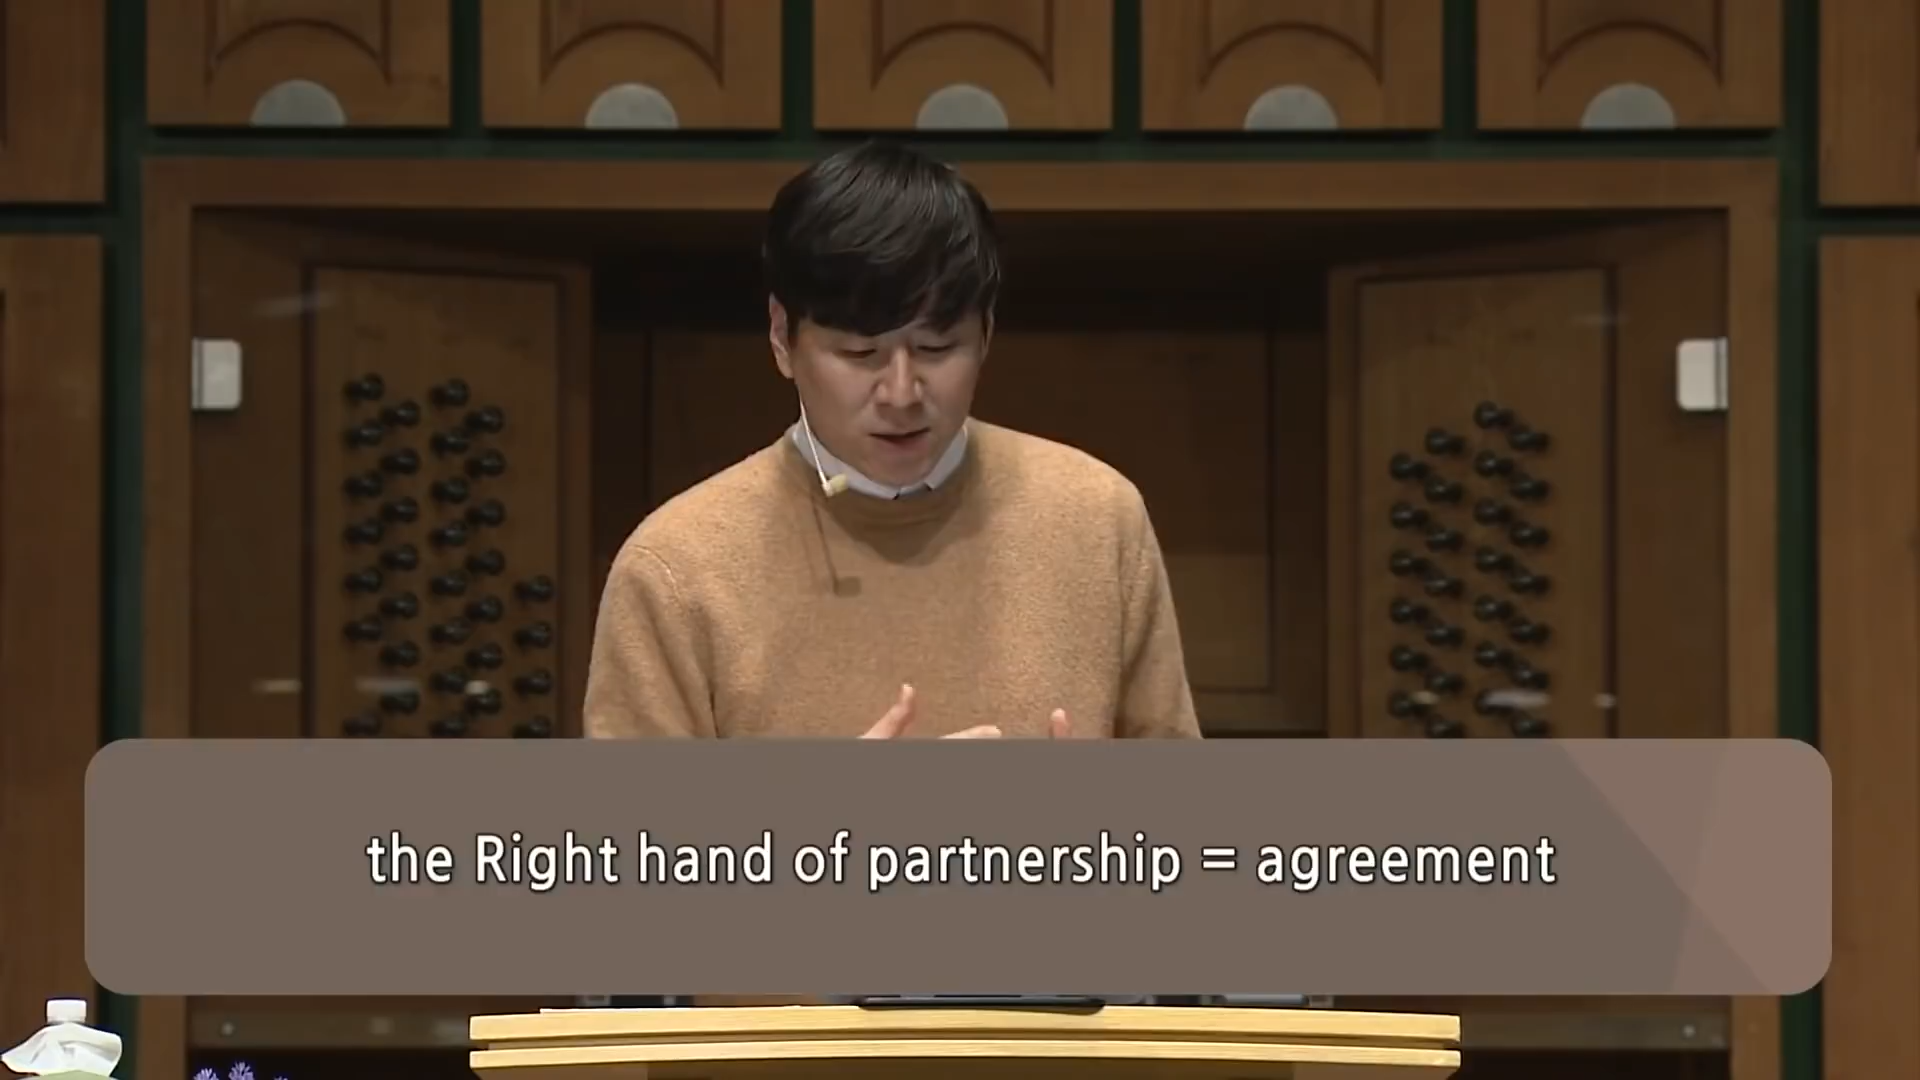 the Right hand of partnership = agreement